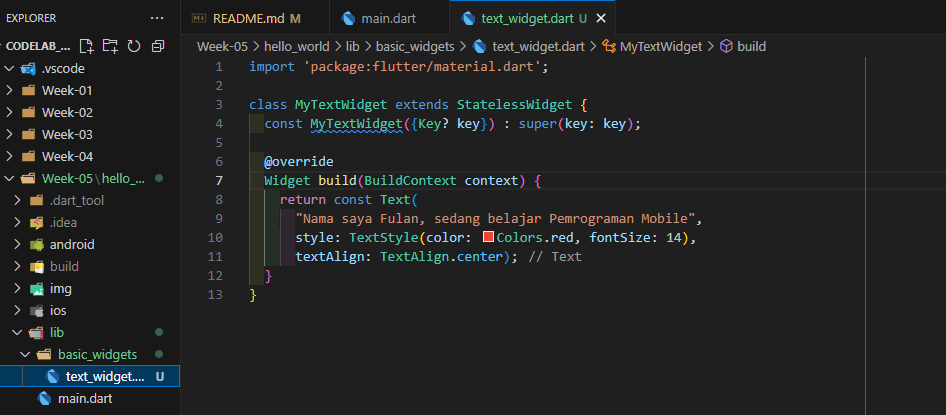 EXPLORER ...
CODELAB_...
.vscode
Week-01
Week-02
Week-03
Week-04
Week-05\hello_...
.dart_tool
.idea
android
build
img
ios
lib
basic_widgets
text_widget.... U
main.dart
README.md M main.dart text_widget.dart U
Week-05 > hello_world > lib > basic_widgets > text_widget.dart > MyTextWidget > build
1 import 'package:flutter/material.dart';
2
3 class MyTextWidget extends StatelessWidget {
4 const MyTextWidget({Key? key}) : super(key: key);
5
6 @override
7 Widget build(BuildContext context) {
8 return const Text(
9 "Nama saya Fulan, sedang belajar Pemrograman Mobile",
10 style: TextStyle(color: Colors.red, fontSize: 14),
11 textAlign: TextAlign.center); // Text
12 }
13 }